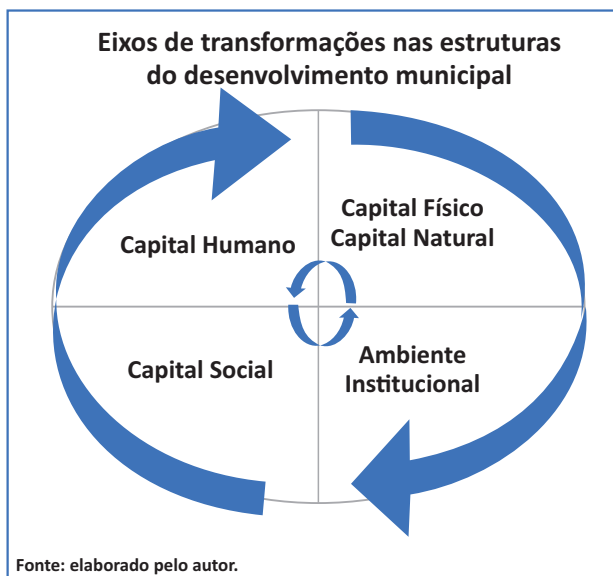 Eixos de transformações nas estruturas
do desenvolvimento municipal
Capital Humano
Capital Físico
Capital Natural
Capital Social
Ambiente
Institucional
Fonte: elaborado pelo autor.